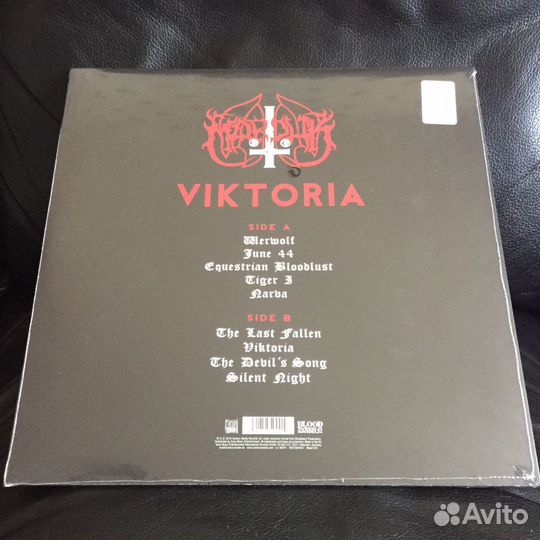 MARDUK
VIKTORIA
SIDE A
Werwolf
June 44
Equestrian Bloodlust
Tiger I
Narva
SIDE B
The Last Fallen
Viktoria
The Devil's Song
Silent Night
BLOOD
Avito